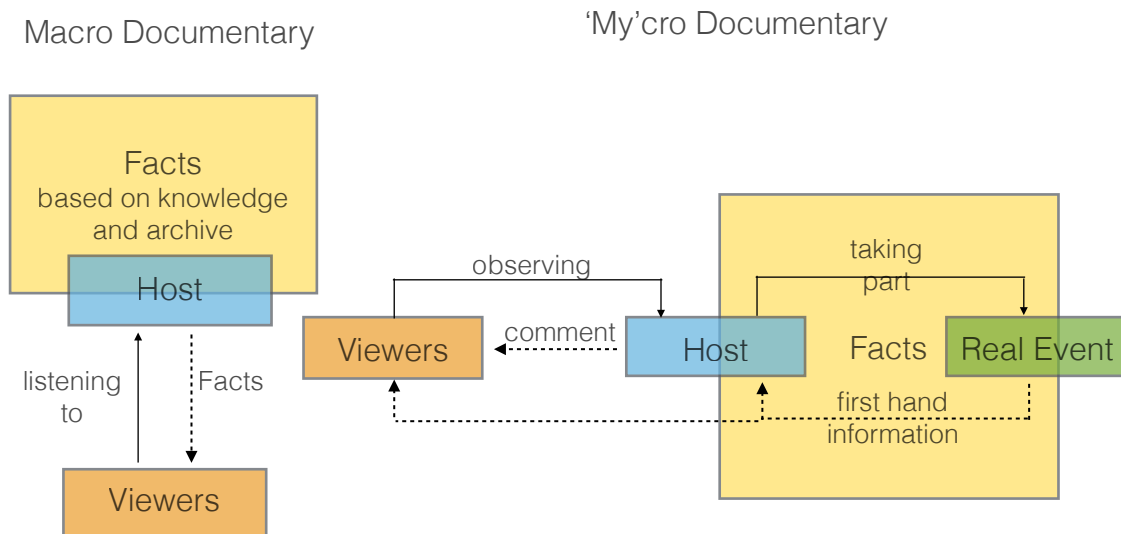 Macro Documentary
Facts
based on knowledge
and archive
Host
listening
to
Facts
Viewers
‘My’cro Documentary
observing
taking
part
Viewers
comment
Host
Facts
Real Event
first hand
information